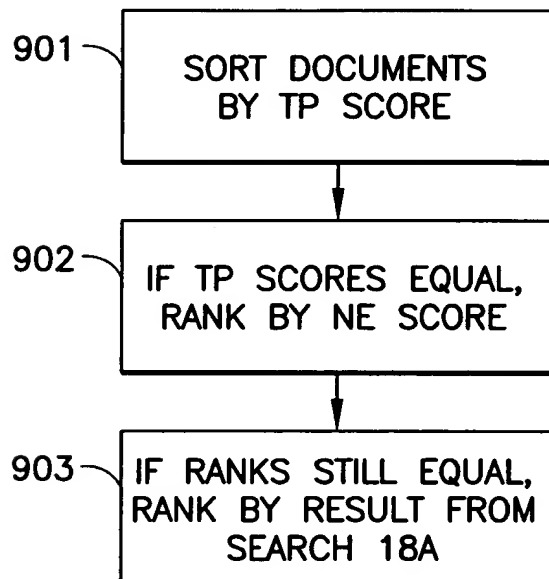 901
SORT DOCUMENTS
BY TP SCORE
902
IF TP SCORES EQUAL,
RANK BY NE SCORE
903
IF RANKS STILL EQUAL,
RANK BY RESULT FROM
SEARCH 18A